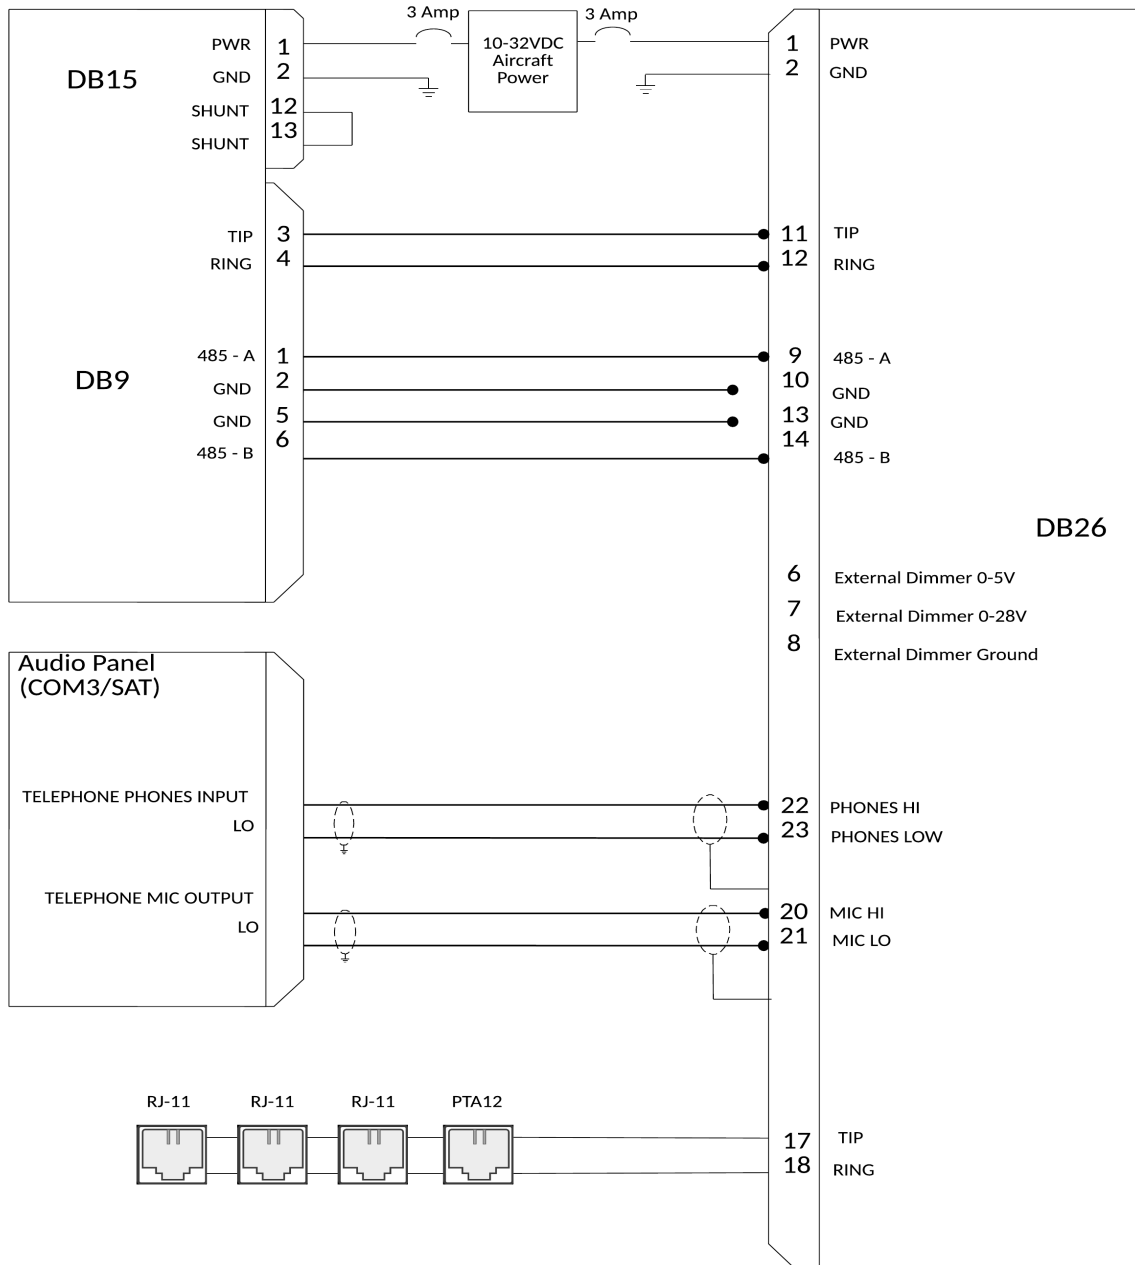 3 Amp
3 Amp
DB15
PWR 1
GND 2
SHUNT 12
SHUNT 13
10-32VDC
Aircraft
Power
1 PWR
2 GND
DB9
TIP 3
RING 4
485 - A 1
GND 2
GND 5
485 - B 6
11 TIP
12 RING
9 485 - A
10 GND
13 GND
14 485 - B
DB26
6 External Dimmer 0-5V
7 External Dimmer 0-28V
8 External Dimmer Ground
Audio Panel
(COM3/SAT)
TELEPHONE PHONES INPUT
LO
TELEPHONE MIC OUTPUT
LO
22 PHONES HI
23 PHONES LOW
20 MIC HI
21 MIC LO
RJ-11 RJ-11 RJ-11 PTA12
17 TIP
18 RING